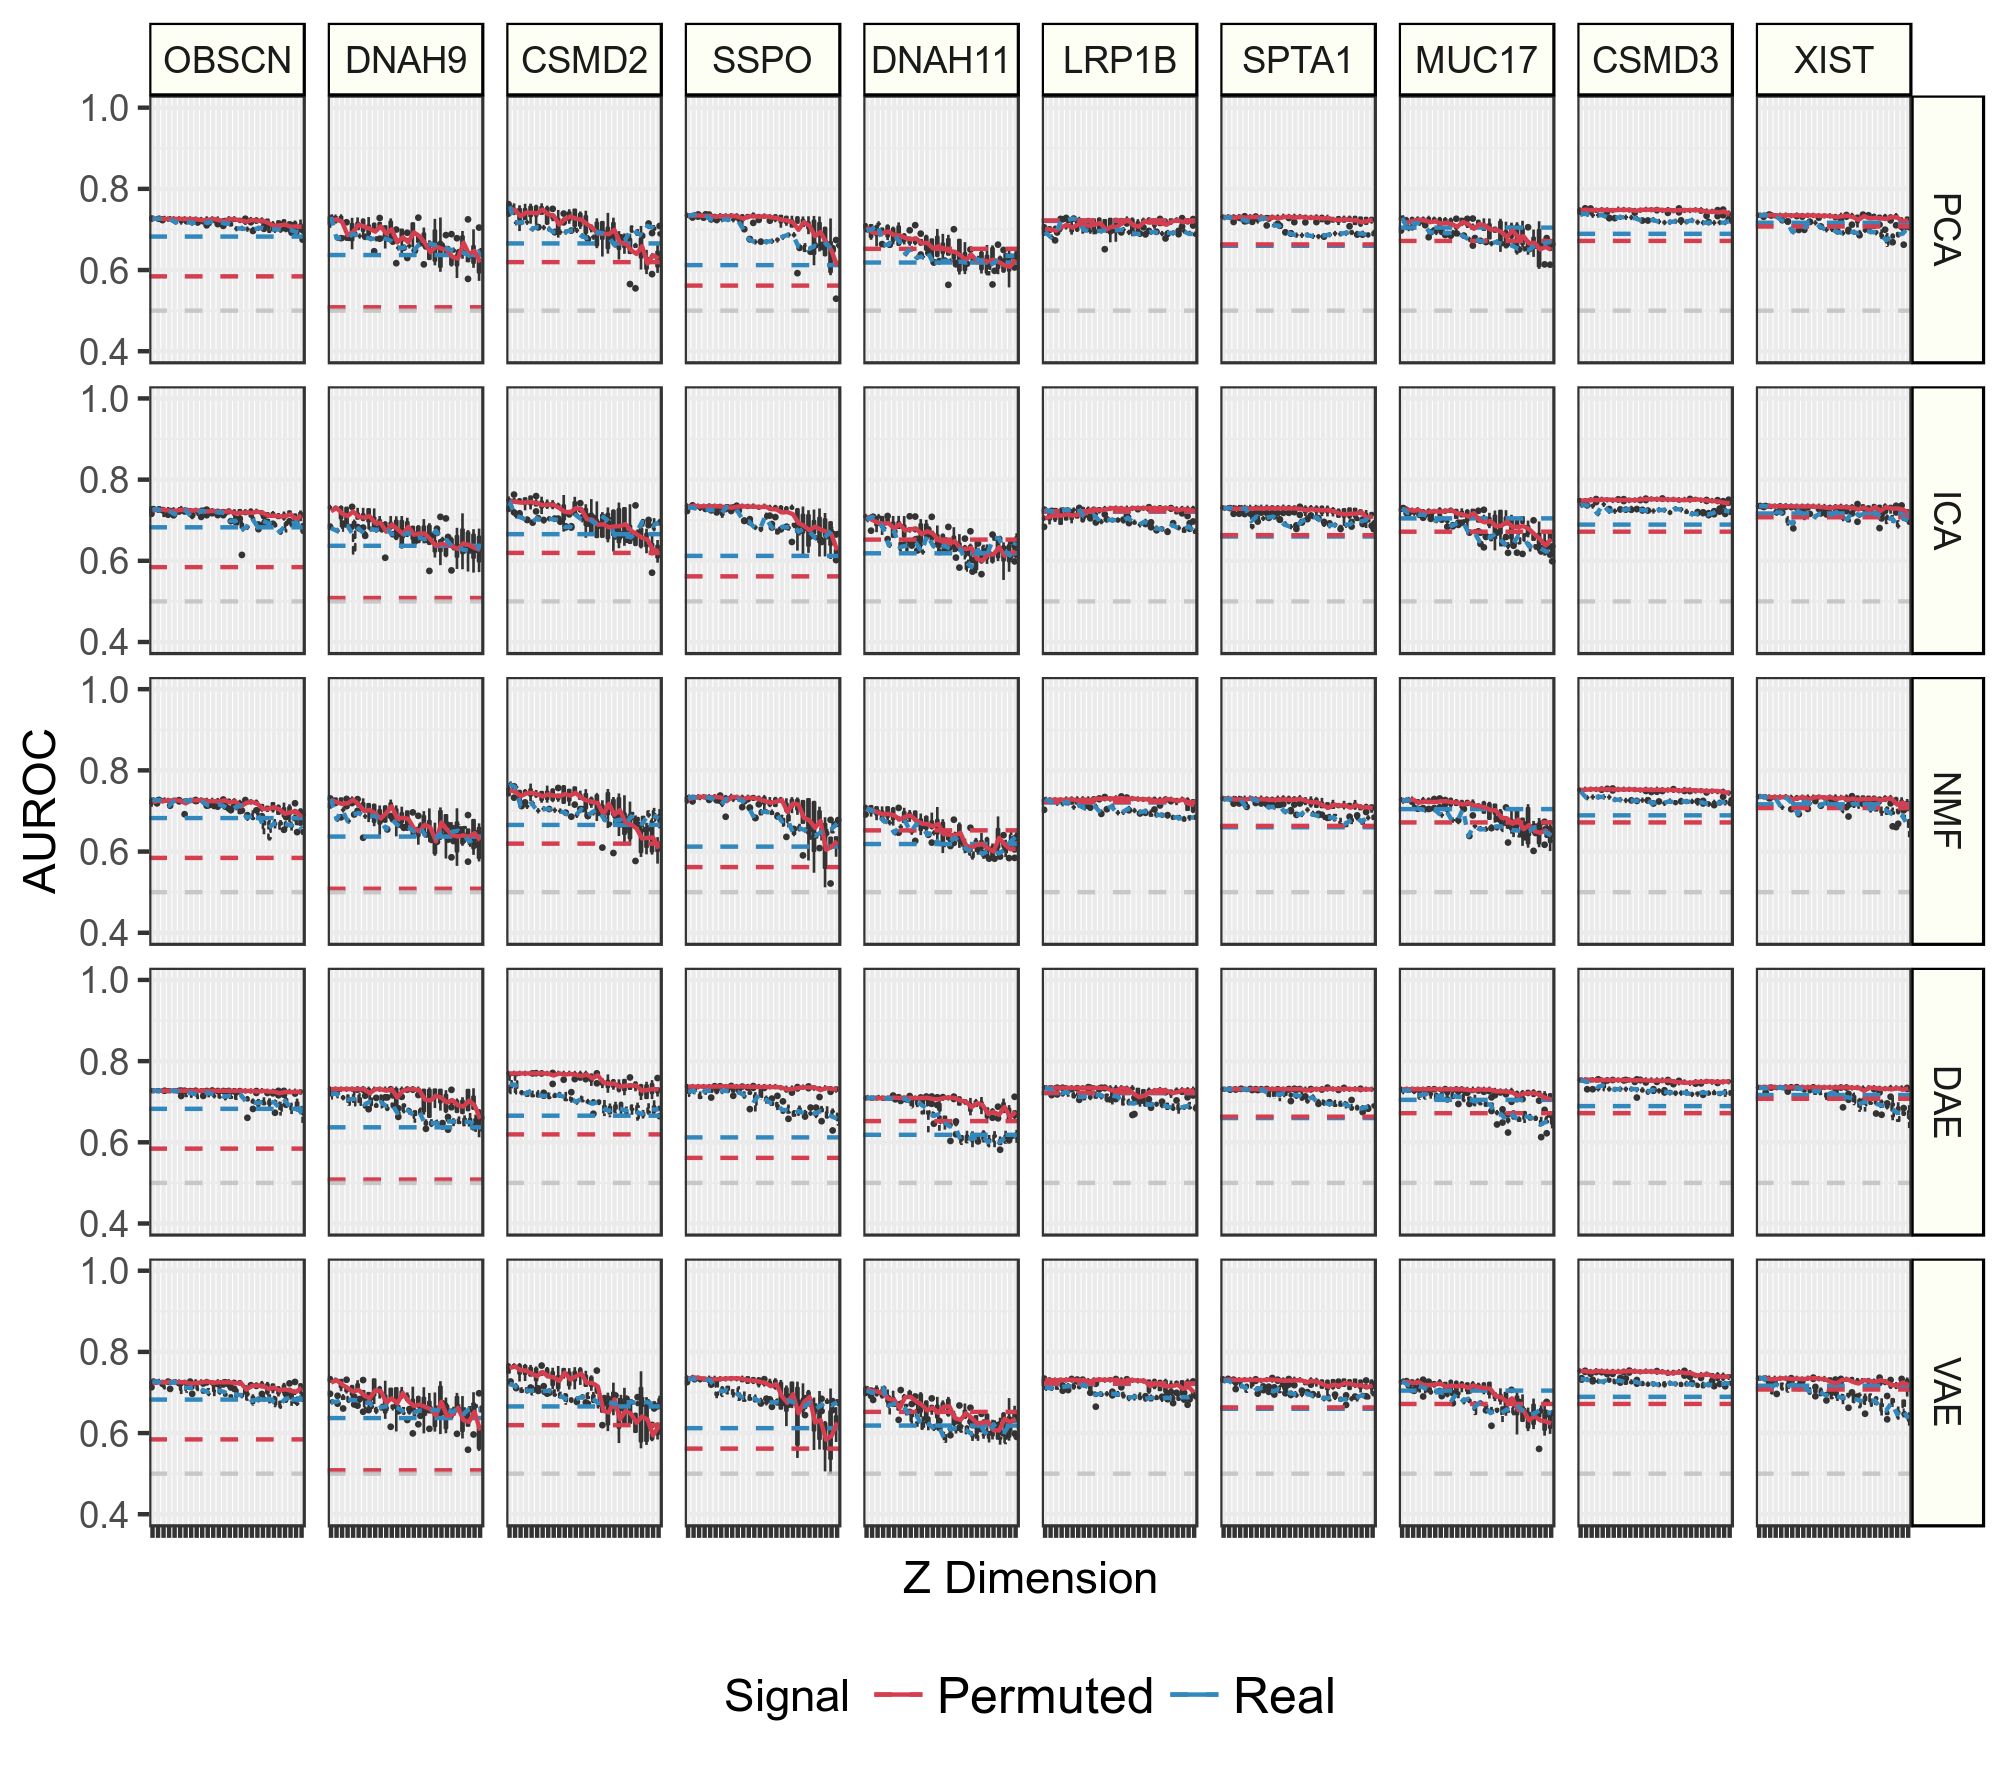 OBSCN DNAH9 CSMD2 SSPO DNAH11 LRP1B SPTA1 MUC17 CSMD3 XIST
1.0
0.8
0.6
0.4
PCA
1.0
0.8
0.6
0.4
ICA
AUROC
1.0
0.8
0.6
0.4
NMF
1.0
0.8
0.6
0.4
DAE
1.0
0.8
0.6
0.4
VAE
Z Dimension
Signal Permuted Real